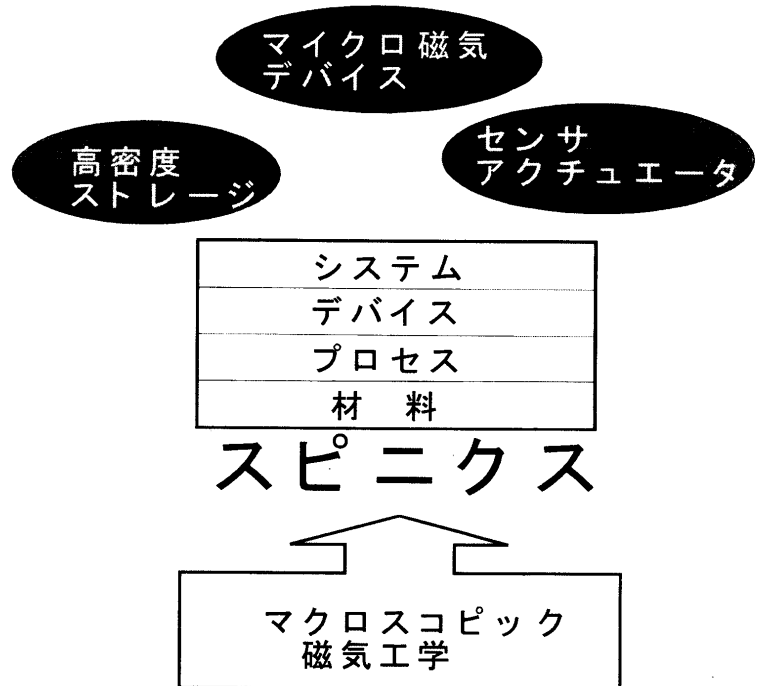 マイクロ磁気
デバイス
高密度
ストレージ
センサ
アクチュエータ
システム
デバイス
プロセス
材 料
スピニクス
マクロスコピック
磁気工学